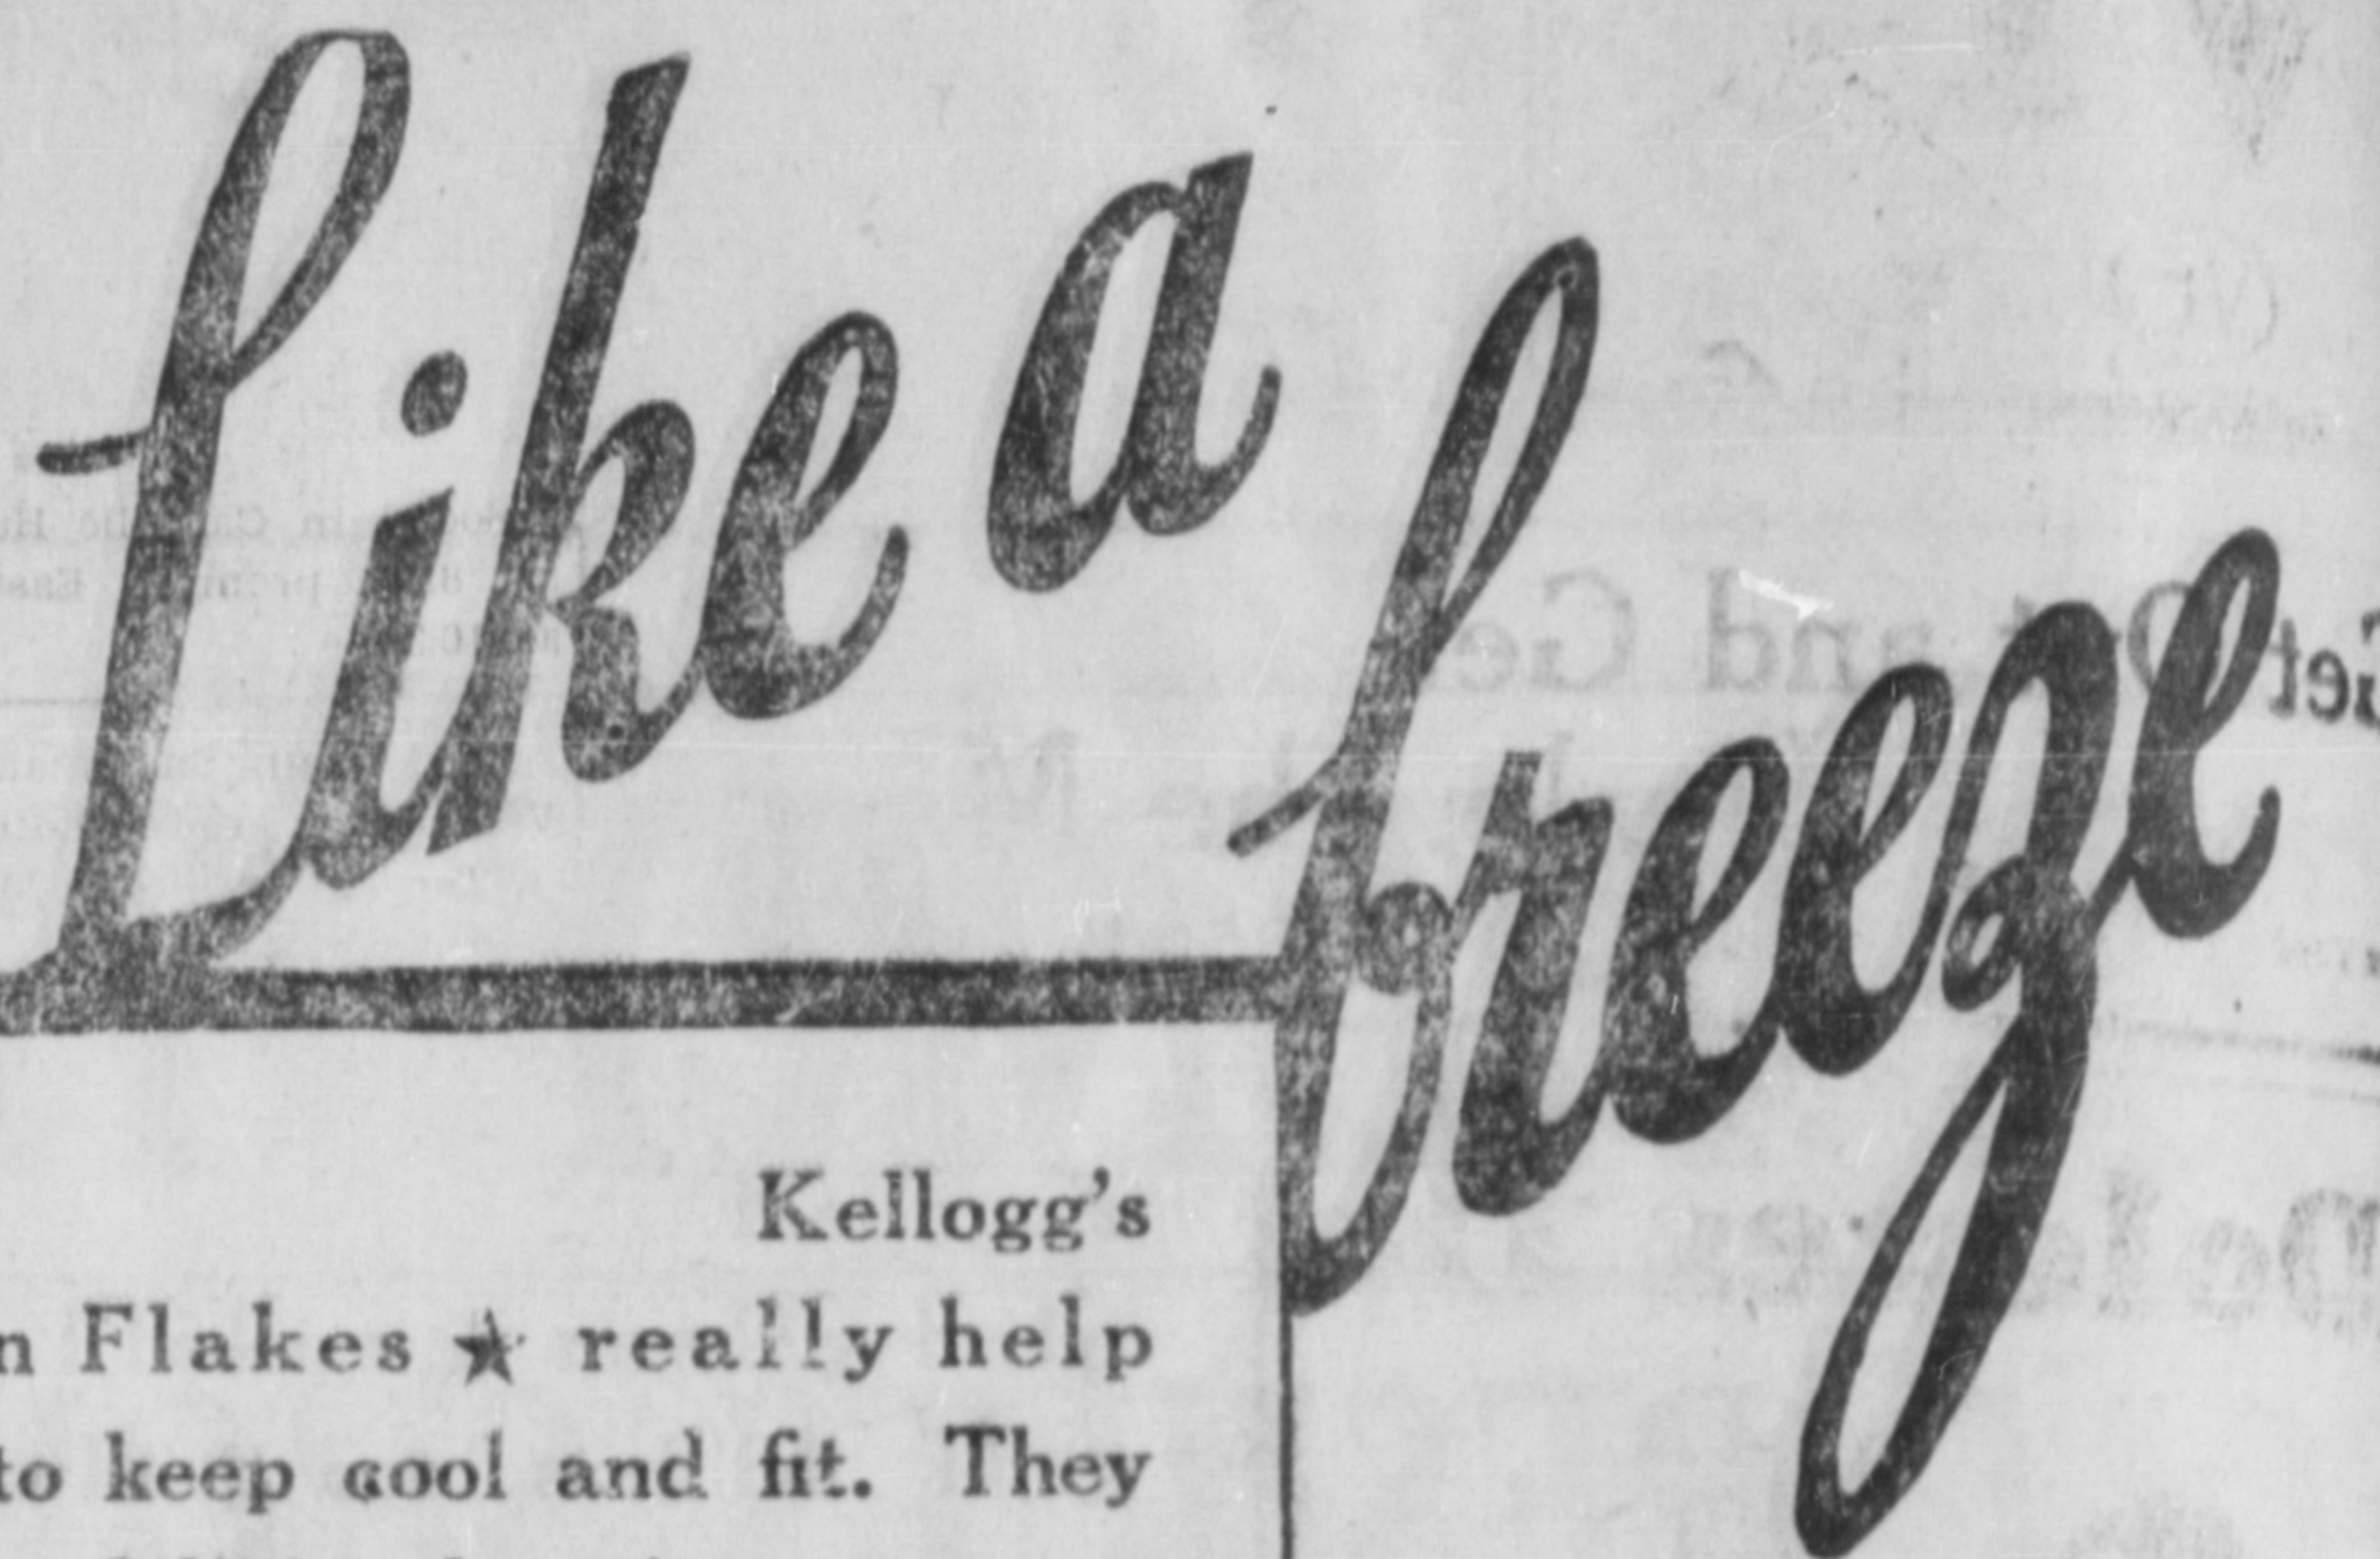 Like a
breeze
Kellogg's
n Flakes ★ really help
to keep cool and fit. They